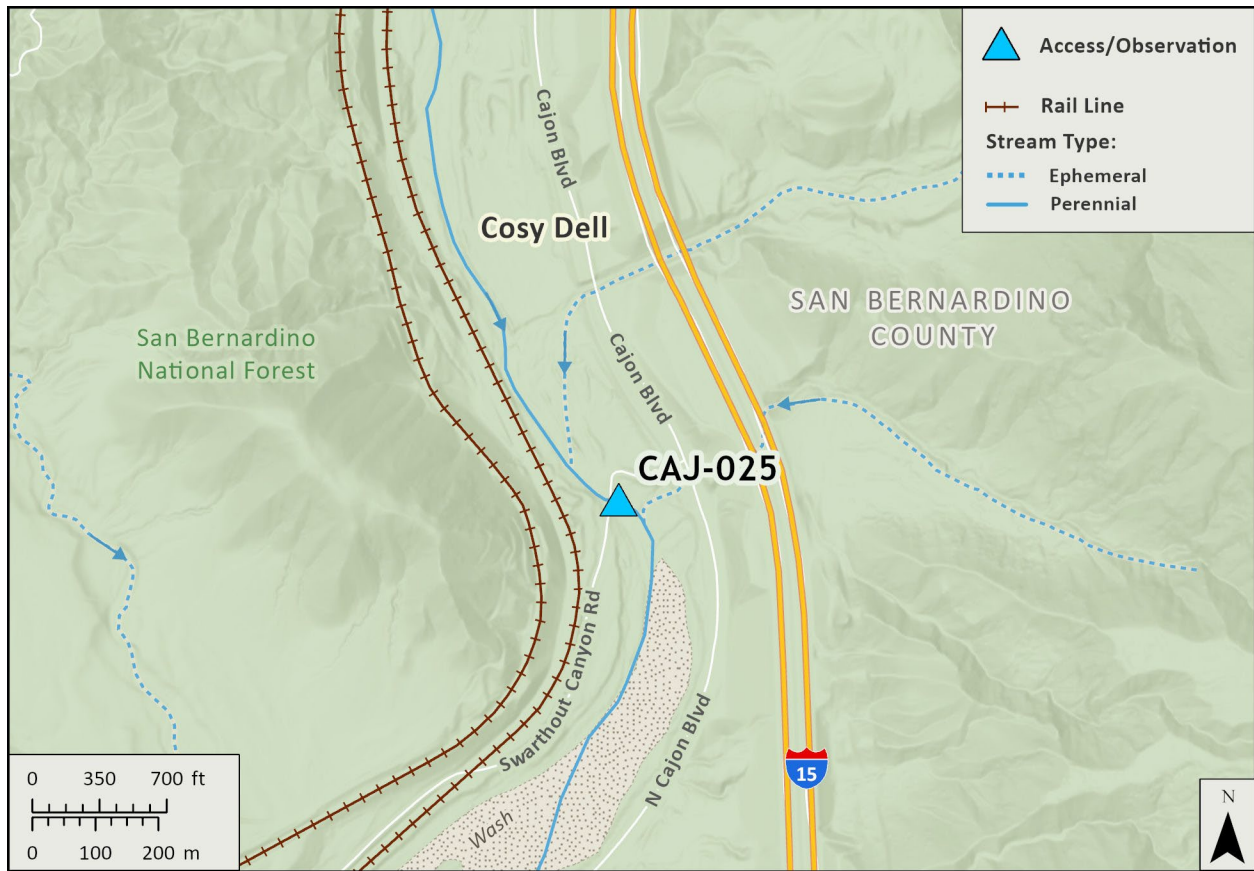 Access/Observation
Rail Line
Stream Type:
Ephemeral
Perennial
Cajon Blvd
Cosy Dell
SAN BERNARDINO
COUNTY
San Bernardino
National Forest
Cajon Blvd
CAJ-025
Swarthout Canyon Rd
N Cajon Blvd
15
Wash
0 350 700 ft
0 100 200 m
N